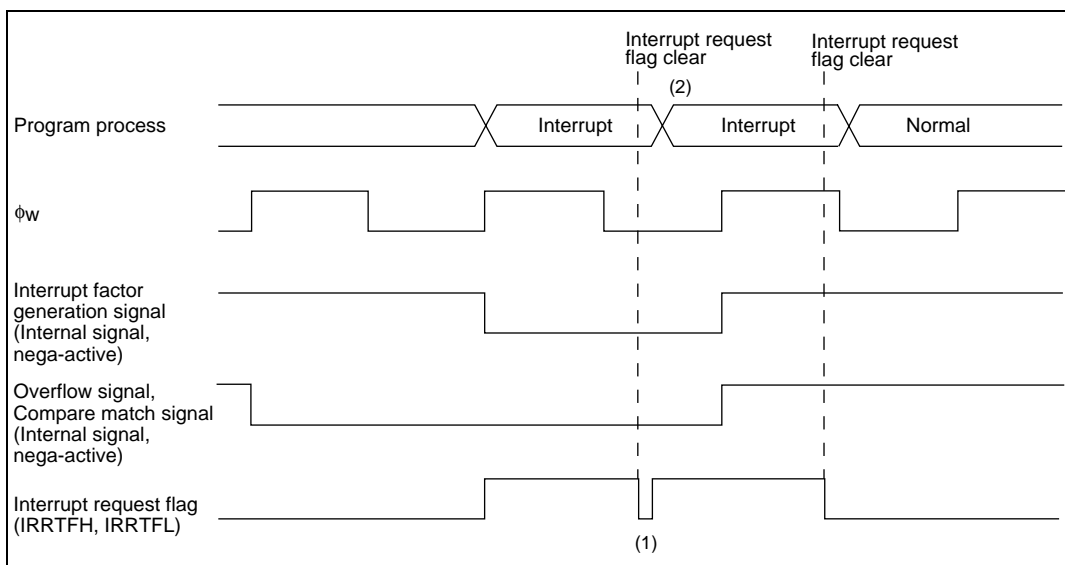 Interrupt request
flag clear
Interrupt request
flag clear
(2)
Program process
Interrupt
Interrupt
Normal
ϕw
Interrupt factor
generation signal
(Internal signal,
nega-active)
Overflow signal,
Compare match signal
(Internal signal,
nega-active)
Interrupt request flag
(IRRTFH, IRRTFL)
(1)